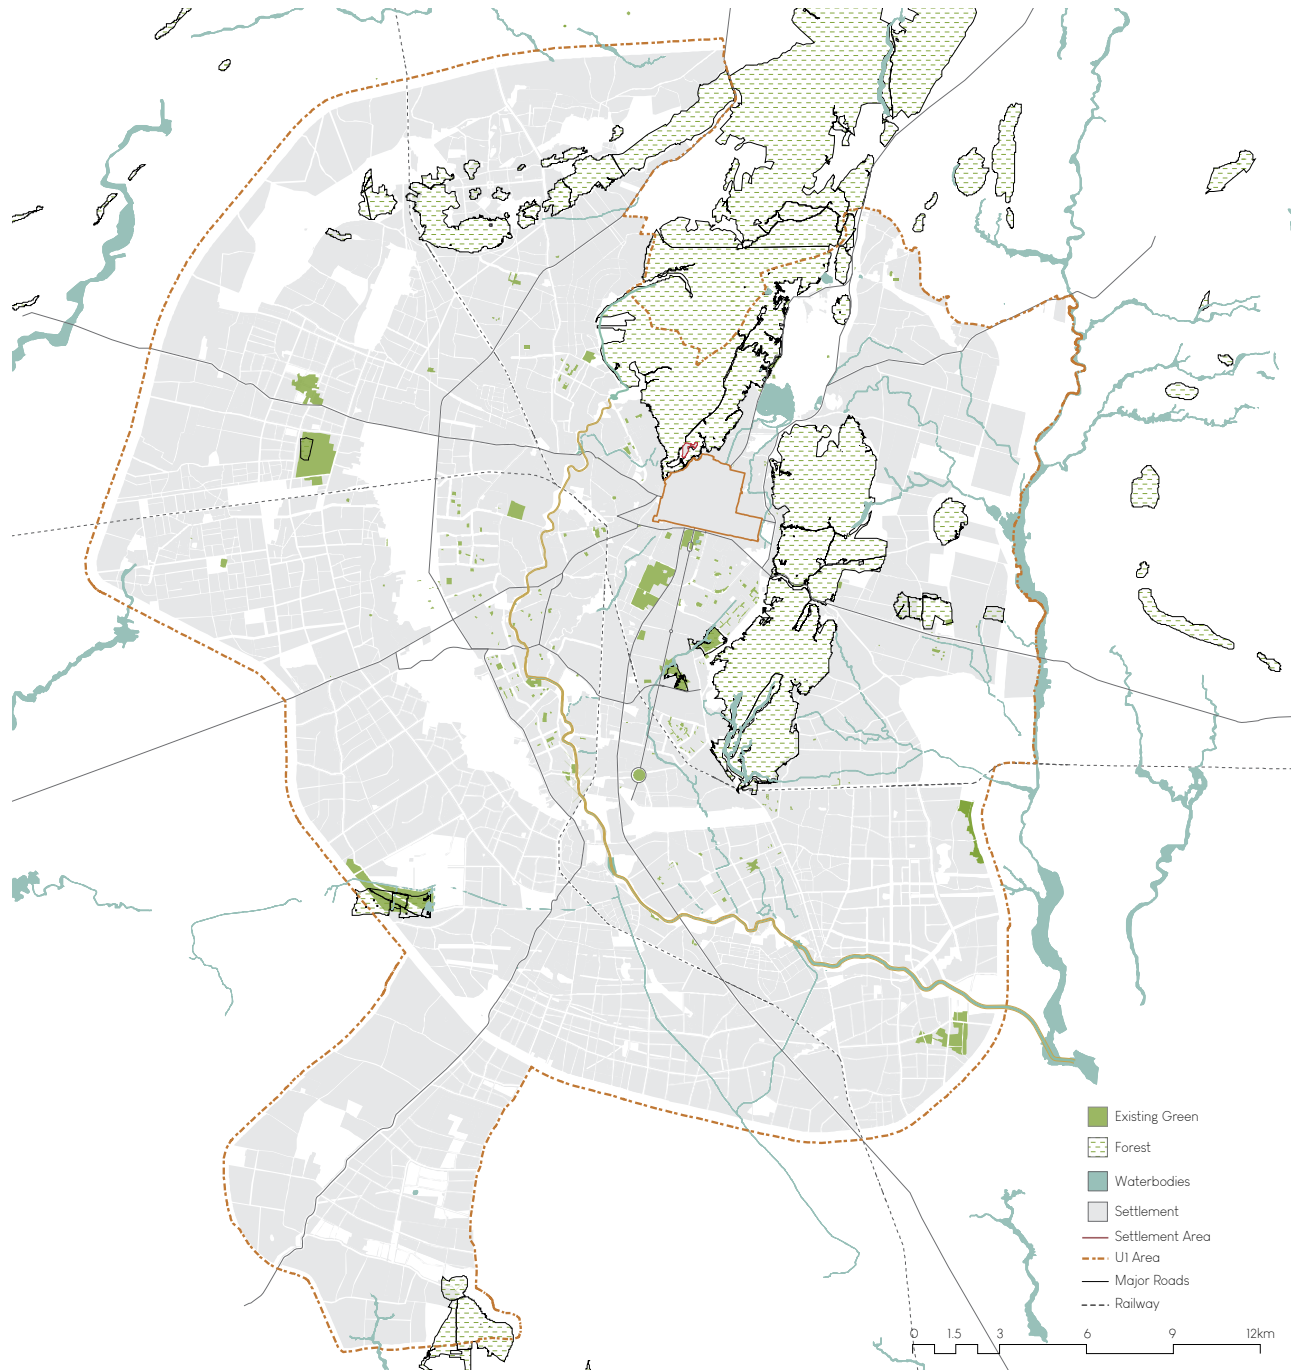 Existing Green
Forest
Waterbodies
Settlement
Settlement Area
U1 Area
Major Roads
Railway
0 1.5 3 6 9 12km